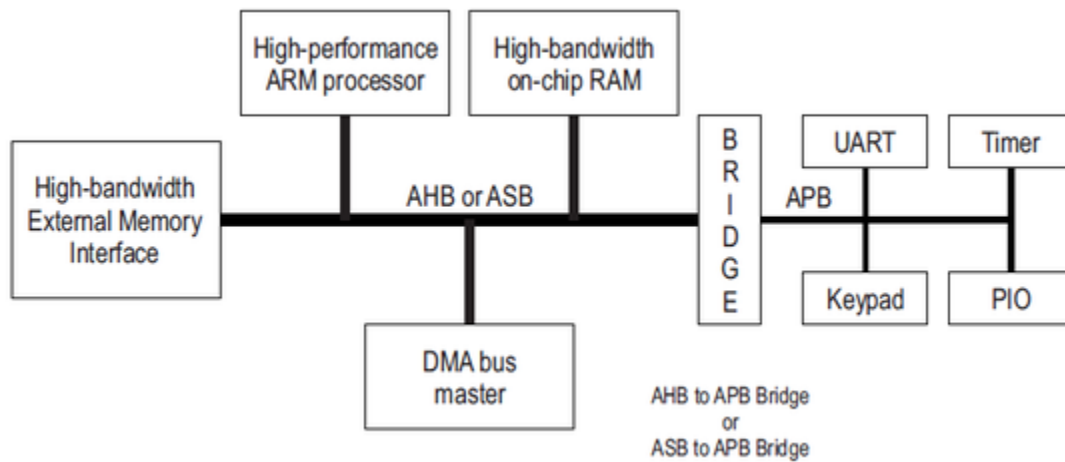 High-performance
ARM processor
High-bandwidth
on-chip RAM
High-bandwidth
External Memory
Interface
AHB or ASB
B
R
I
D
G
E
APB
UART
Timer
Keypad
PIO
DMA bus
master
AHB to APB Bridge
or
ASB to APB Bridge